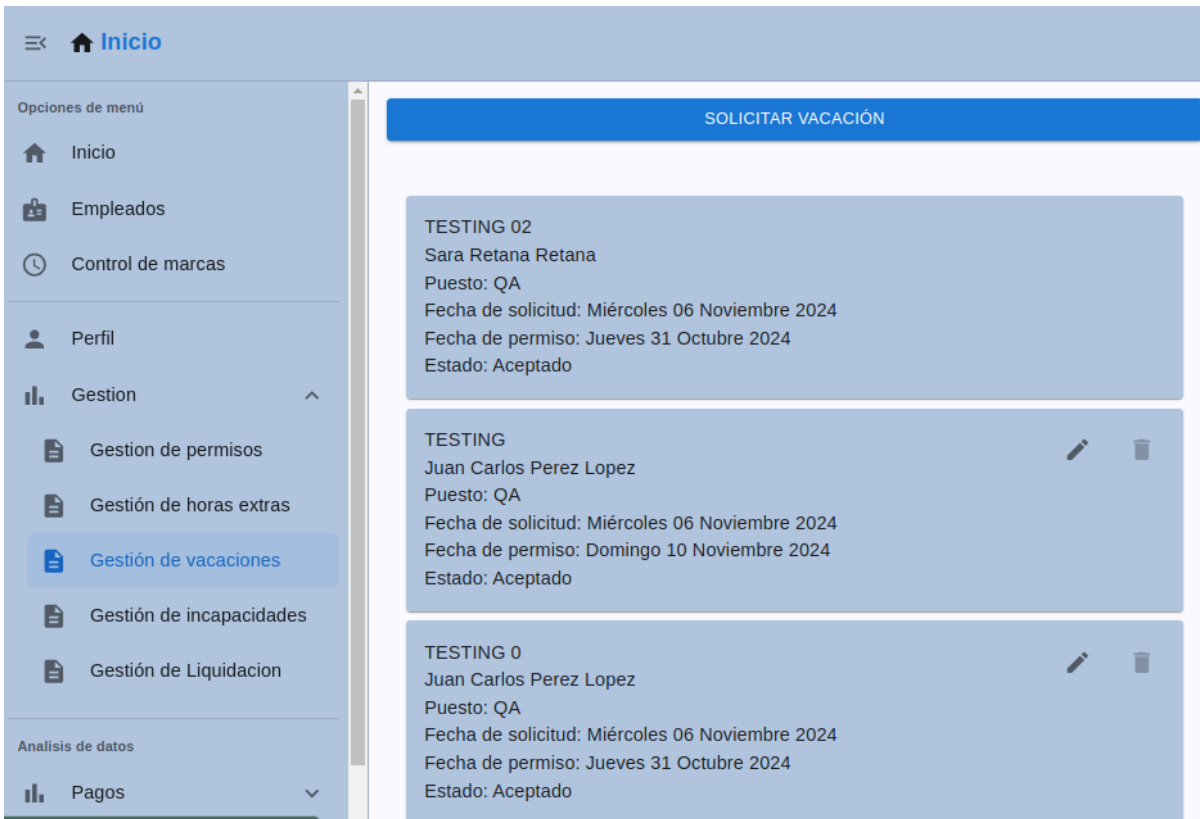 Inicio
Opciones de menú
Inicio
Empleados
Control de marcas
Perfil
Gestion
Gestion de permisos
Gestión de horas extras
Gestión de vacaciones
Gestión de incapacidades
Gestión de Liquidacion
Analisis de datos
Pagos
SOLICITAR VACACIÓN
TESTING 02
Sara Retana Retana
Puesto: QA
Fecha de solicitud: Miércoles 06 Noviembre 2024
Fecha de permiso: Jueves 31 Octubre 2024
Estado: Aceptado
TESTING
Juan Carlos Perez Lopez
Puesto: QA
Fecha de solicitud: Miércoles 06 Noviembre 2024
Fecha de permiso: Domingo 10 Noviembre 2024
Estado: Aceptado
TESTING 0
Juan Carlos Perez Lopez
Puesto: QA
Fecha de solicitud: Miércoles 06 Noviembre 2024
Fecha de permiso: Jueves 31 Octubre 2024
Estado: Aceptado